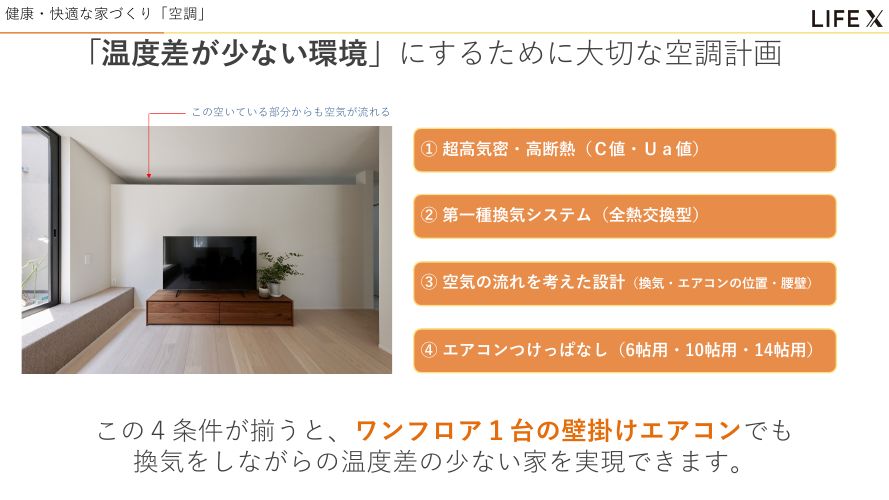 健康・快適な家づくり「空調」
LIFE X
「温度差が少ない環境」にするために大切な空調計画
この空いている部分からも空気が流れる
① 超高気密・高断熱（Ｃ値・Ｕａ値）
② 第一種換気システム（全熱交換型）
③ 空気の流れを考えた設計（換気・エアコンの位置・腰壁）
④ エアコンつけっぱなし（6帖用・10帖用・14帖用）
この４条件が揃うと、ワンフロア１台の壁掛けエアコンでも
換気をしながらの温度差の少ない家を実現できます。